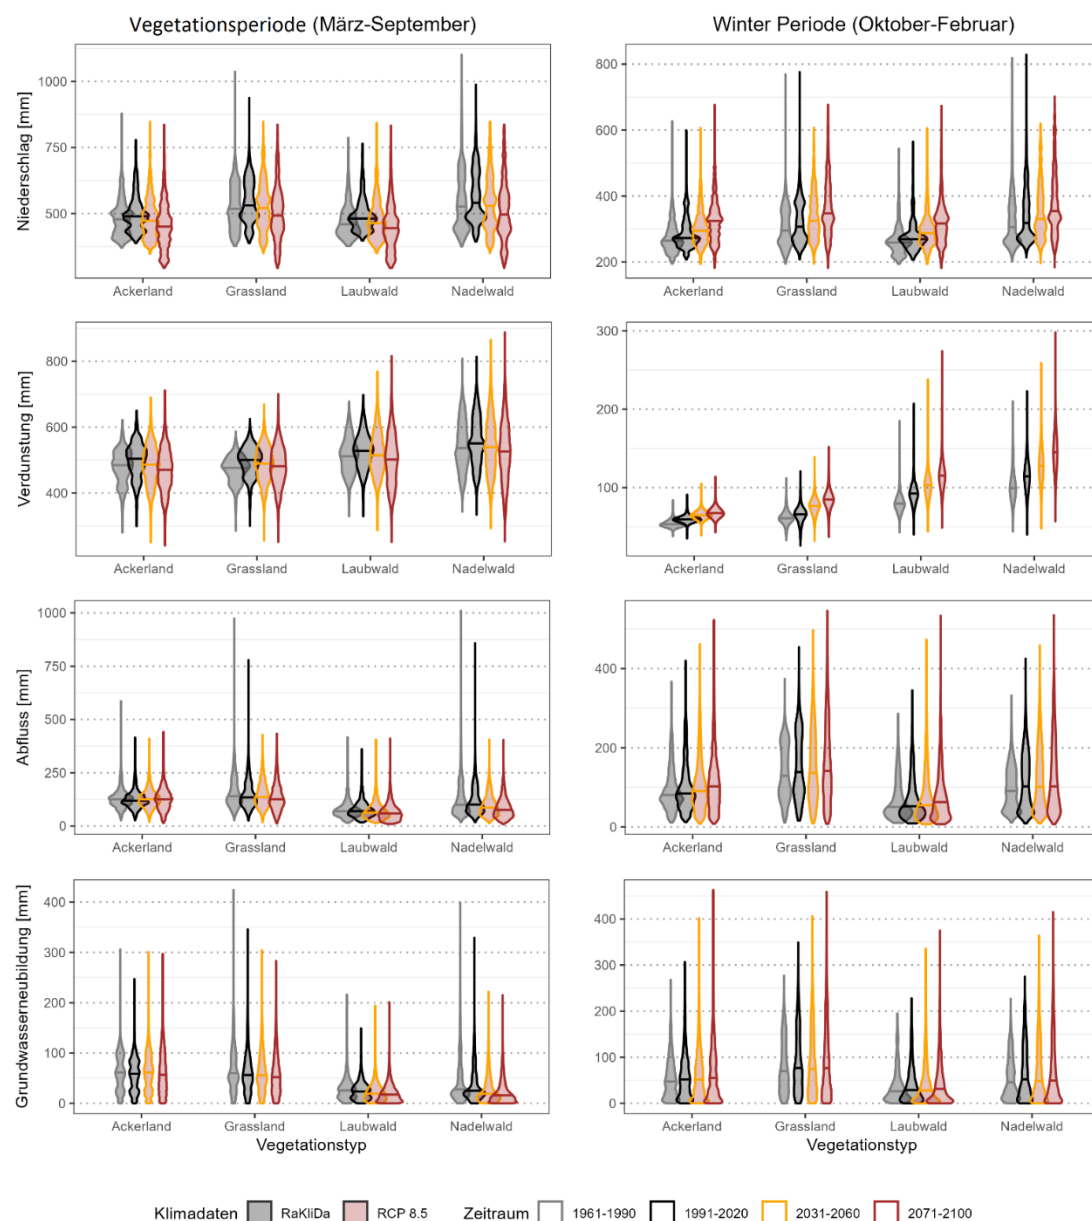 Vegetationsperiode (März-September)
Winter Periode (Oktober-Februar)
Niederschlag [mm]
1000
750
500
Ackerland Grassland Laubwald Nadelwald
800
600
400
200
Ackerland Grassland Laubwald Nadelwald
Verdunstung [mm]
800
600
400
Ackerland Grassland Laubwald Nadelwald
300
200
100
Ackerland Grassland Laubwald Nadelwald
Abfluss [mm]
1000
750
500
250
0
Ackerland Grassland Laubwald Nadelwald
400
200
0
Ackerland Grassland Laubwald Nadelwald
Grundwasserneubildung [mm]
400
300
200
100
0
Ackerland Grassland Laubwald Nadelwald
Vegetationstyp
400
300
200
100
0
Ackerland Grassland Laubwald Nadelwald
Vegetationstyp
Klimadaten RaKliDa RCP 8.5 Zeitraum 1961-1990 1991-2020 2031-2060 2071-2100